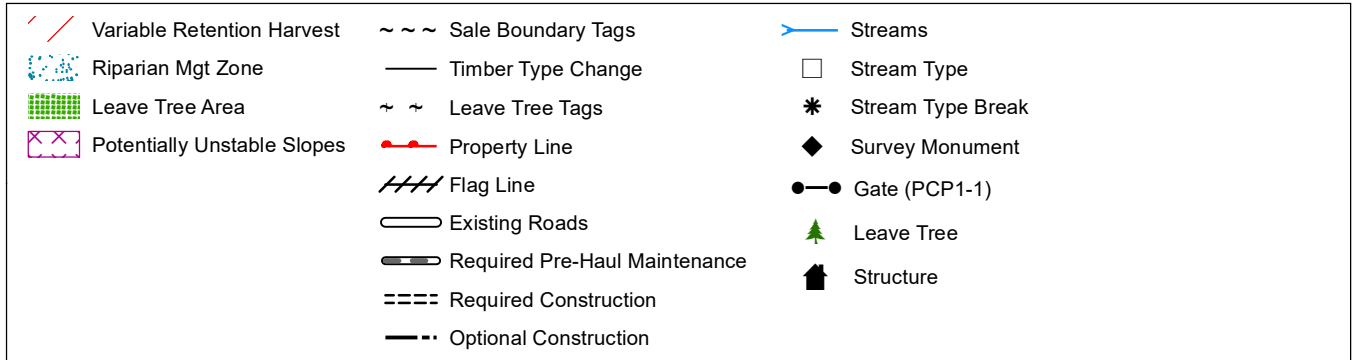 Variable Retention Harvest
Riparian Mgt Zone
Leave Tree Area
Potentially Unstable Slopes
Sale Boundary Tags
Timber Type Change
Leave Tree Tags
Property Line
Flag Line
Existing Roads
Required Pre-Haul Maintenance
Required Construction
Optional Construction
Streams
Stream Type
Stream Type Break
Survey Monument
Gate (PCP1-1)
Leave Tree
Structure